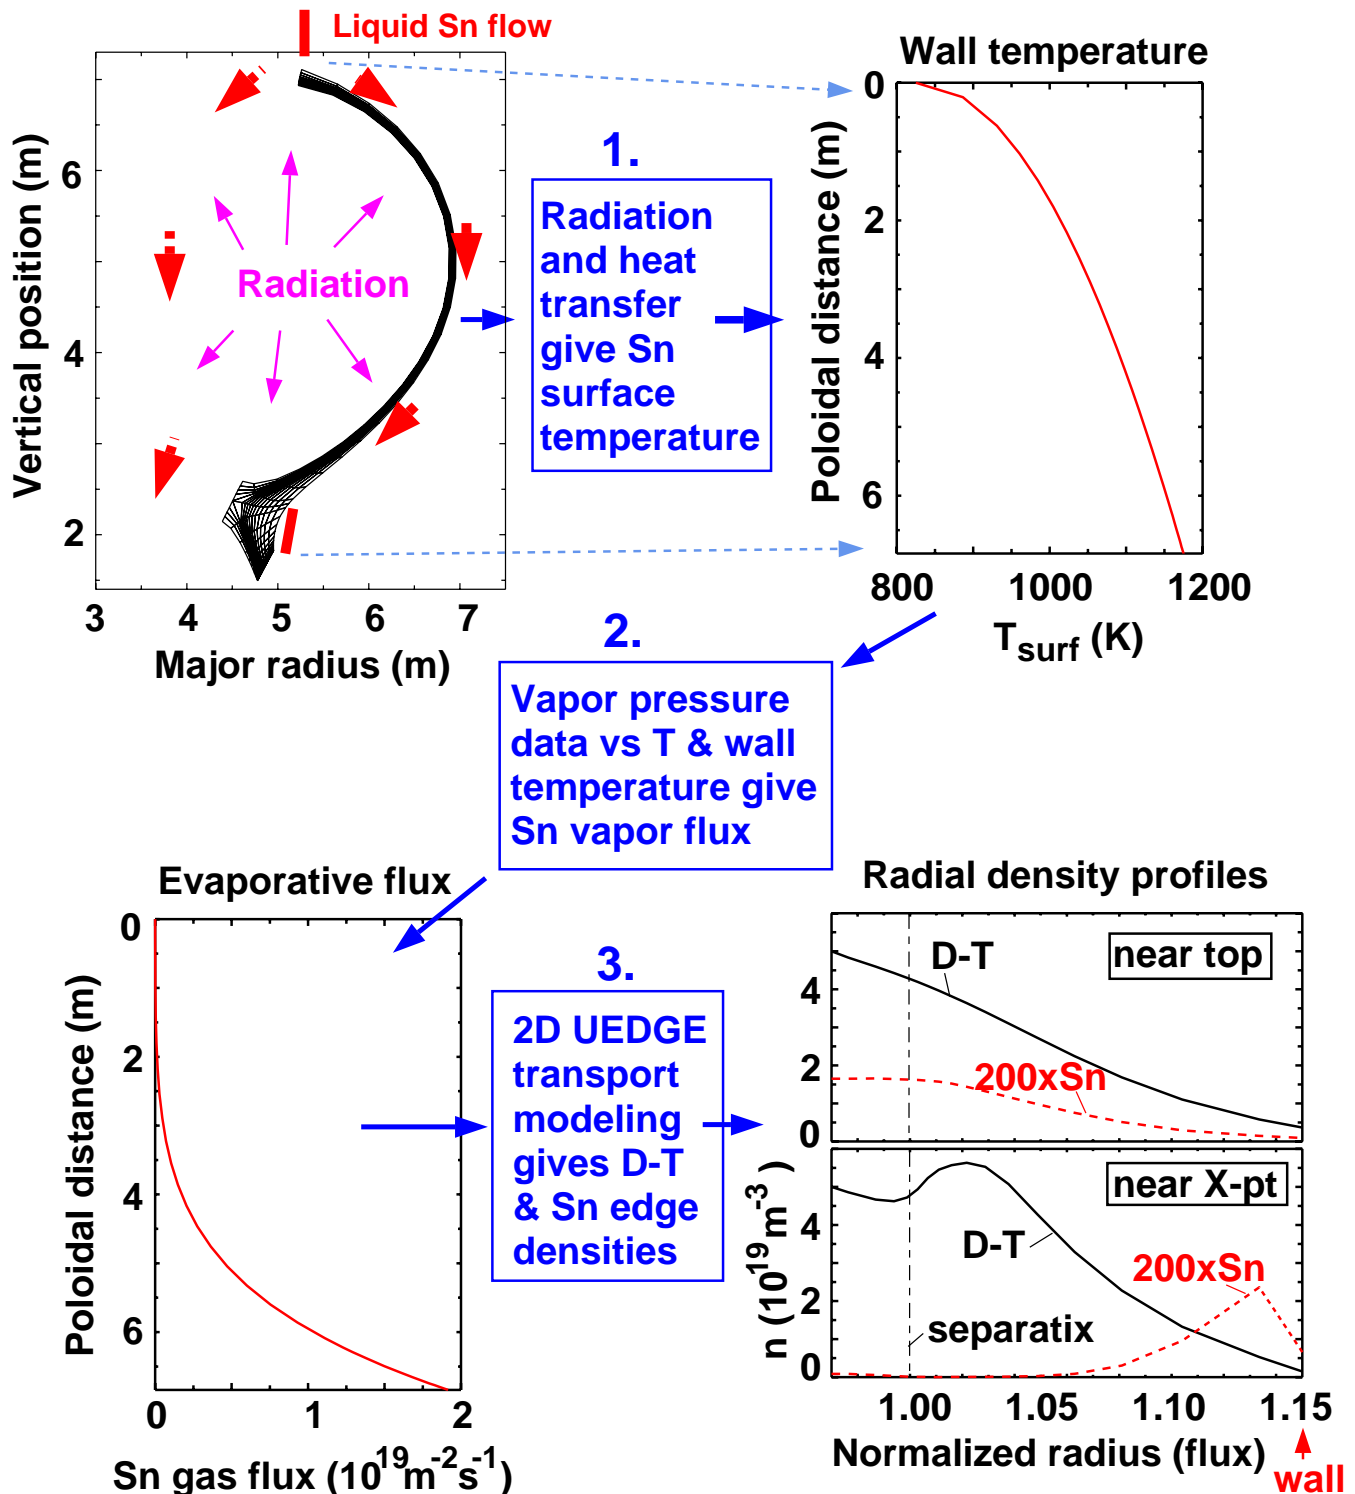 Liquid Sn flow
Vertical position (m)
6
4
2
3 4 5 6 7
Major radius (m)
Radiation
1.
Radiation
and heat
transfer
give Sn
surface
temperature
Wall temperature
Poloidal distance (m)
0
2
4
6
800 1000 1200
T_surf (K)
2.
Vapor pressure
data vs T & wall
temperature give
Sn vapor flux
Evaporative flux
Poloidal distance (m)
0
2
4
6
0 1 2
Sn gas flux (10^19 m^-2 s^-1)
3.
2D UEDGE
transport
modeling
gives D-T
& Sn edge
densities
Radial density profiles
near top
D-T
200xSn
4
2
0
near X-pt
D-T
200xSn
separatix
4
2
0
n (10^19 m^-3)
1.00 1.05 1.10 1.15
Normalized radius (flux)
wall